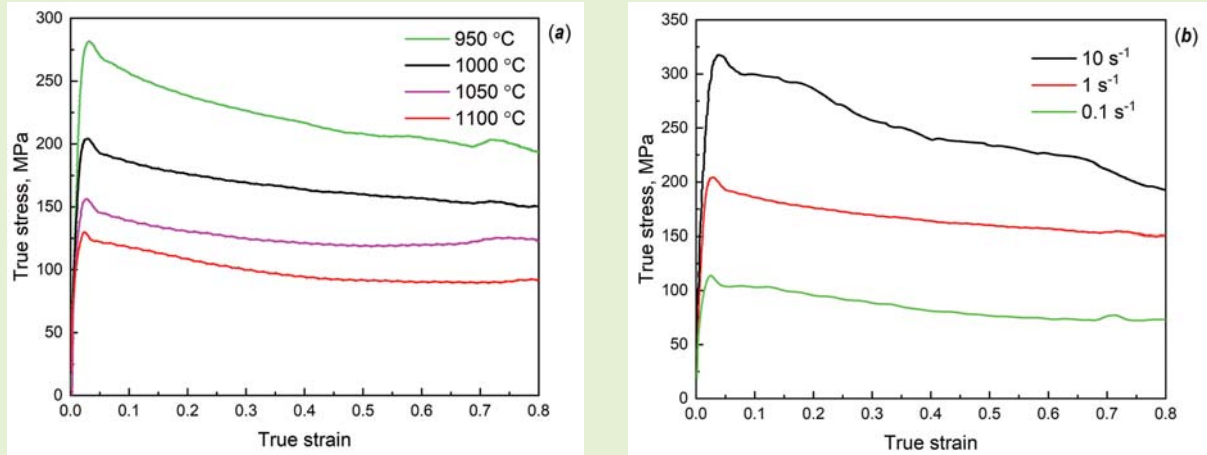 300
250
200
150
100
50
0
True stress, MPa
(a)
950 °C
1000 °C
1050 °C
1100 °C
0.0 0.1 0.2 0.3 0.4 0.5 0.6 0.7 0.8
True strain
350
300
250
200
150
100
50
0
True stress, MPa
(b)
10 s⁻¹
1 s⁻¹
0.1 s⁻¹
0.0 0.1 0.2 0.3 0.4 0.5 0.6 0.7 0.8
True strain